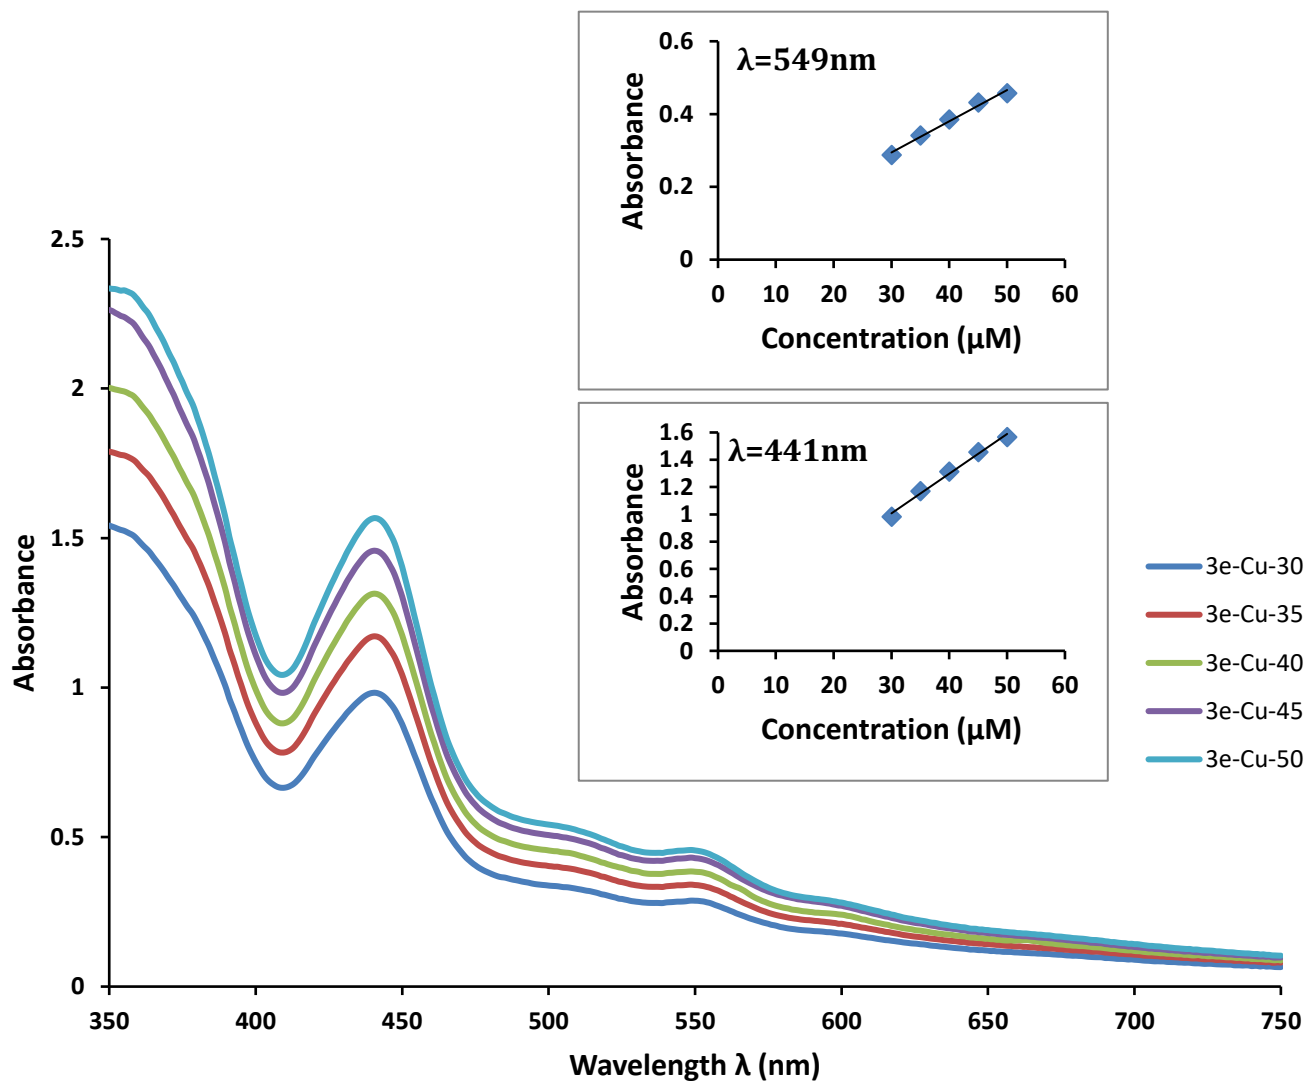 0.6
0.4
0.2
0
Absorbance
λ=549nm
0 10 20 30 40 50 60
Concentration (µM)
1.6
1.4
1.2
1
0.8
0.6
0.4
0.2
0
Absorbance
λ=441nm
0 10 20 30 40 50 60
Concentration (µM)
2.5
2
1.5
1
0.5
0
Absorbance
350 400 450 500 550 600 650 700 750
Wavelength λ (nm)
3e-Cu-30
3e-Cu-35
3e-Cu-40
3e-Cu-45
3e-Cu-50